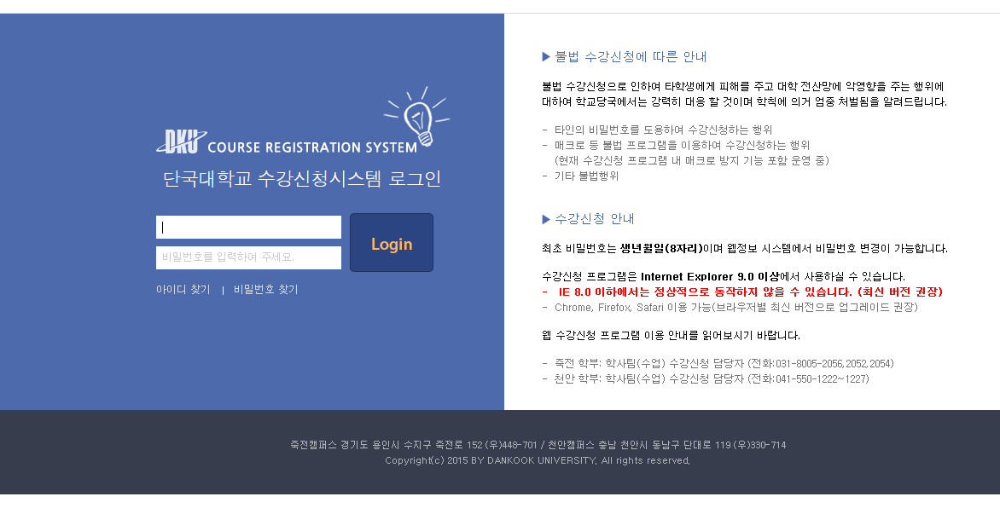 DKU COURSE REGISTRATION SYSTEM
단국대학교 수강신청시스템 로그인
비밀번호를 입력하여 주세요.
Login
아이디 찾기 | 비밀번호 찾기
▶ 불법 수강신청에 따른 안내
불법 수강신청으로 인하여 타학생에게 피해를 주고 대학 전산망에 악영향을 주는 행위에
대하여 학교당국에서는 강력히 대응 할 것이며 학칙에 의거 엄중 처벌됨을 알려드립니다.
- 타인의 비밀번호를 도용하여 수강신청하는 행위
- 매크로 등 불법 프로그램을 이용하여 수강신청하는 행위
(현재 수강신청 프로그램 내 매크로 방지 기능 포함 운영 중)
- 기타 불법행위
▶ 수강신청 안내
최초 비밀번호는 생년월일(8자리)이며 웹정보 시스템에서 비밀번호 변경이 가능합니다.
수강신청 프로그램은 Internet Explorer 9.0 이상에서 사용하실 수 있습니다.
- IE 8.0 이하에서는 정상적으로 동작하지 않을 수 있습니다. (최신 버전 권장)
- Chrome, Firefox, Safari 이용 가능(브라우저별 최신 버전으로 업그레이드 권장)
웹 수강신청 프로그램 이용 안내를 읽어보시기 바랍니다.
- 죽전 학부: 학사팀(수업) 수강신청 담당자 (전화:031-8005-2056,2052,2054)
- 천안 학부: 학사팀(수업) 수강신청 담당자 (전화:041-550-1222~1227)
죽전캠퍼스 경기도 용인시 수지구 죽전로 152 (우)448-701 / 천안캠퍼스 충남 천안시 동남구 단대로 119 (우)330-714
Copyright(c) 2015 BY DANKOOK UNIVERSITY, All rights reserved.